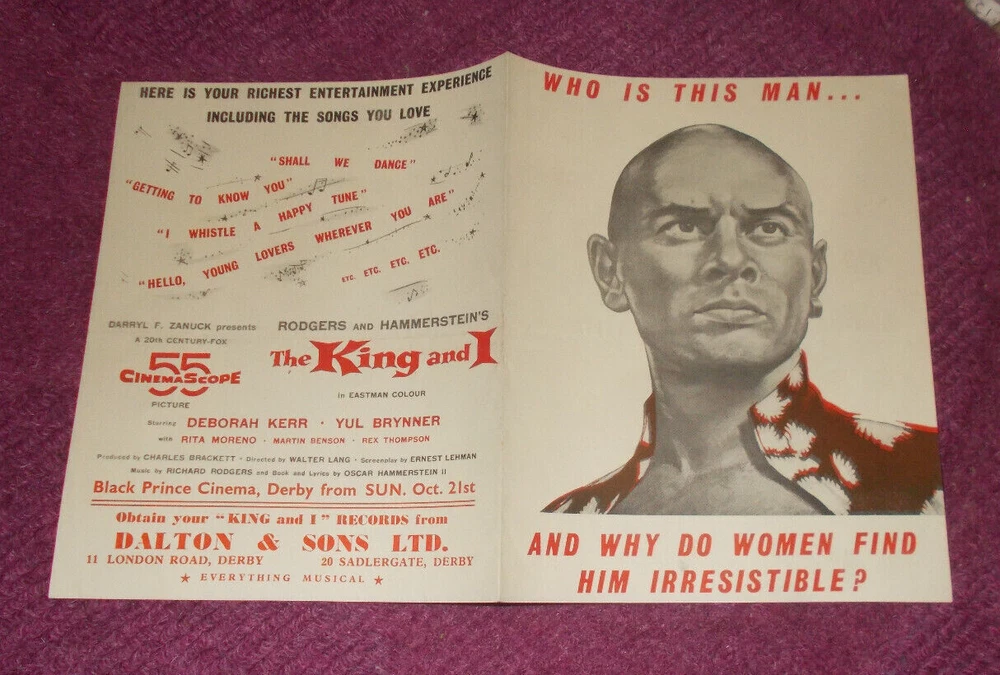 HERE IS YOUR RICHEST ENTERTAINMENT EXPERIENCE
INCLUDING THE SONGS YOU LOVE
"SHALL WE DANCE"
"GETTING TO KNOW YOU"
"I WHISTLE A HAPPY TUNE"
"HELLO, YOUNG LOVERS WHEREVER YOU ARE"
ETC. ETC. ETC. ETC.
DARRYL F. ZANUCK presents
A 20th CENTURY-FOX
CINEMASCOPE 55
PICTURE
RODGERS AND HAMMERSTEIN'S
The King and I
in EASTMAN COLOUR
Starring DEBORAH KERR · YUL BRYNNER
with RITA MORENO · MARTIN BENSON · REX THOMPSON
Produced by CHARLES BRACKETT · Directed by WALTER LANG · Screenplay by ERNEST LEHMAN
Music by RICHARD RODGERS and Book and Lyrics by OSCAR HAMMERSTEIN II
Black Prince Cinema, Derby from SUN. Oct. 21st
Obtain your "KING and I" RECORDS from
DALTON & SONS LTD.
11 LONDON ROAD, DERBY 20 SADLERGATE, DERBY
★ EVERYTHING MUSICAL ★
WHO IS THIS MAN...
AND WHY DO WOMEN FIND
HIM IRRESISTIBLE?